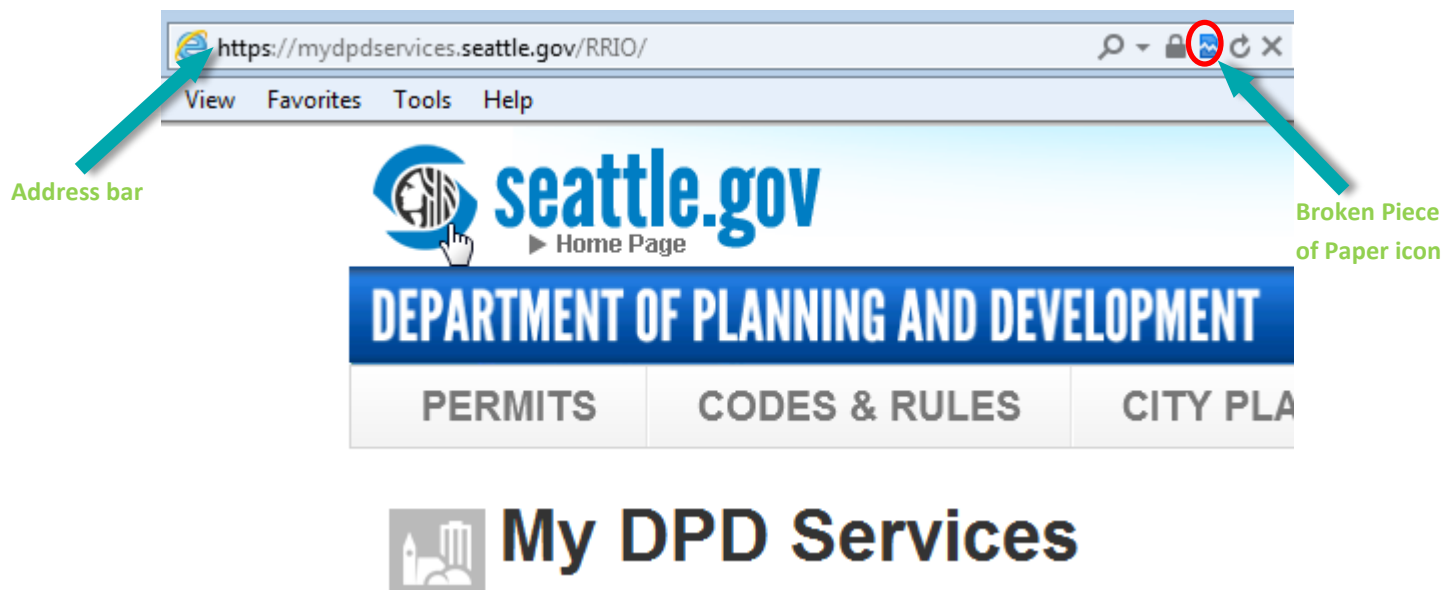 https://mydpdservices.seattle.gov/RRIO/
View Favorites Tools Help
Address bar
seattle.gov
Home Page
Broken Piece
of Paper icon
DEPARTMENT OF PLANNING AND DEVELOPMENT
PERMITS CODES & RULES CITY PLA
My DPD Services